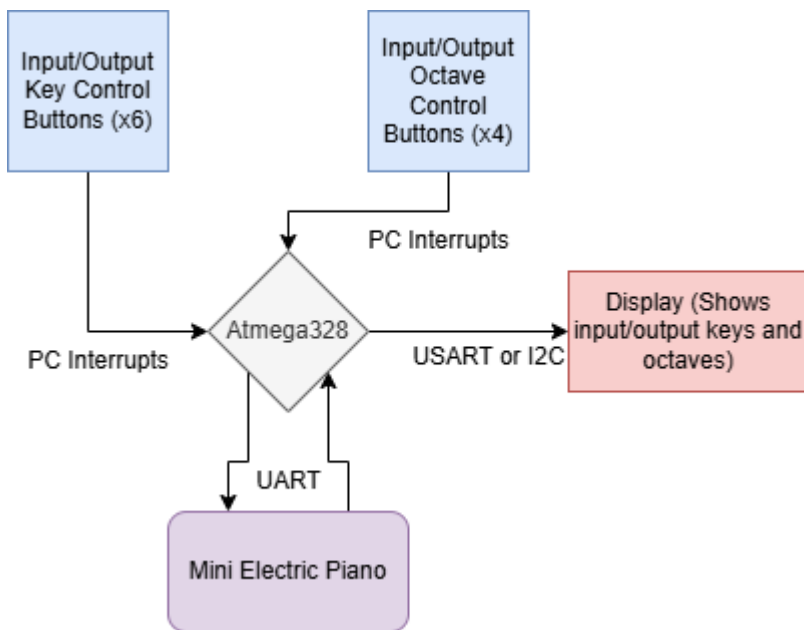 Input/Output
Key Control
Buttons (x6)
Input/Output
Octave
Control
Buttons (x4)
PC Interrupts
Atmega328
PC Interrupts
USART or I2C
Display (Shows
input/output keys and
octaves)
UART
Mini Electric Piano